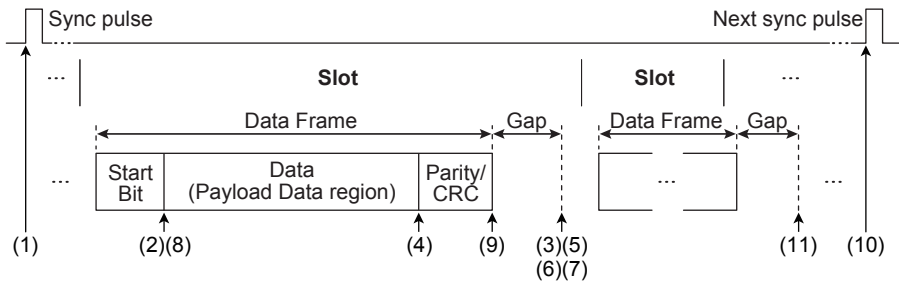 Sync pulse
Next sync pulse
... Slot Slot ...
Data Frame Gap Data Frame Gap
... Start Bit Data (Payload Data region) Parity/ CRC ... ...
(1) (2)(8) (4) (9) (3)(5) (11) (10)
(6)(7)